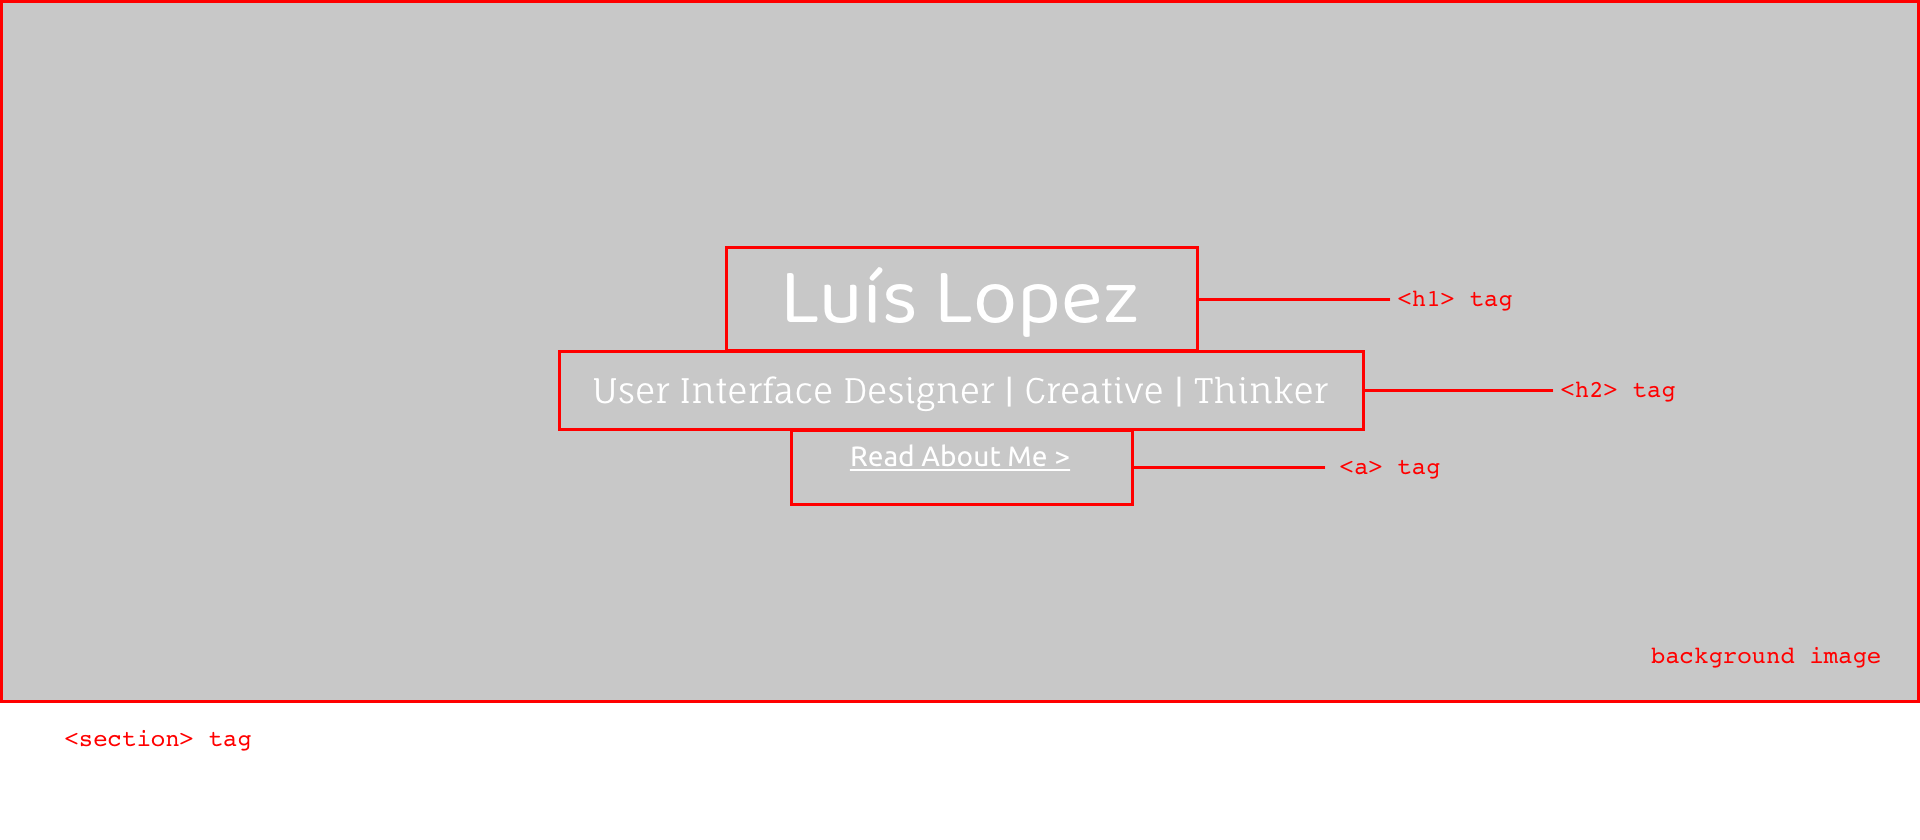 Luís Lopez
<h1> tag
User Interface Designer | Creative | Thinker
<h2> tag
Read About Me >
<a> tag
background image
<section> tag